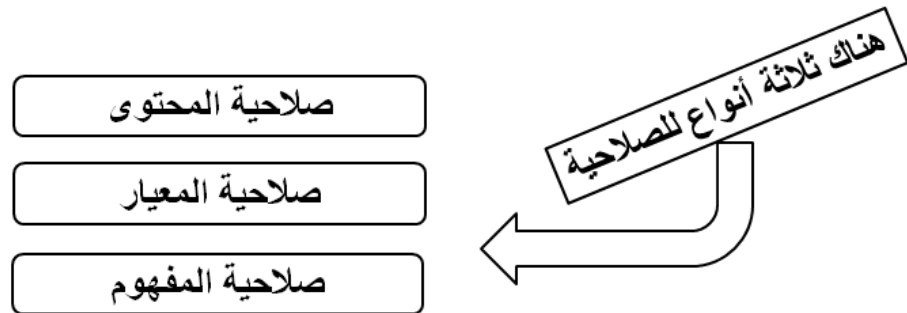 هناك ثلاثة أنواع للصلاحية
صلاحية المحتوى
صلاحية المعيار
صلاحية المفهوم